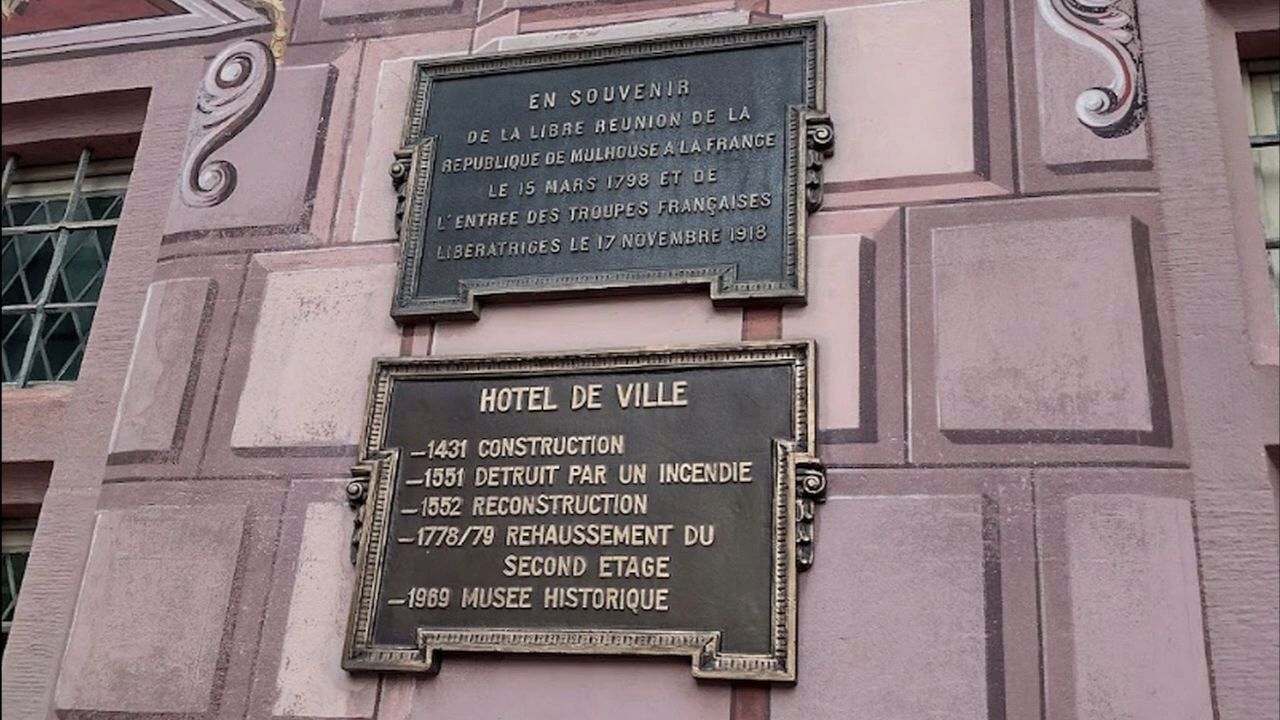 EN SOUVENIR
DE LA LIBRE REUNION DE LA
REPUBLIQUE DE MULHOUSE A LA FRANCE
LE 15 MARS 1798 ET DE
L'ENTREE DES TROUPES FRANÇAISES
LIBERATRICES LE 17 NOVEMBRE 1918
HOTEL DE VILLE
–1431 CONSTRUCTION
–1551 DETRUIT PAR UN INCENDIE
–1552 RECONSTRUCTION
–1778/79 REHAUSSEMENT DU
SECOND ETAGE
–1969 MUSEE HISTORIQUE